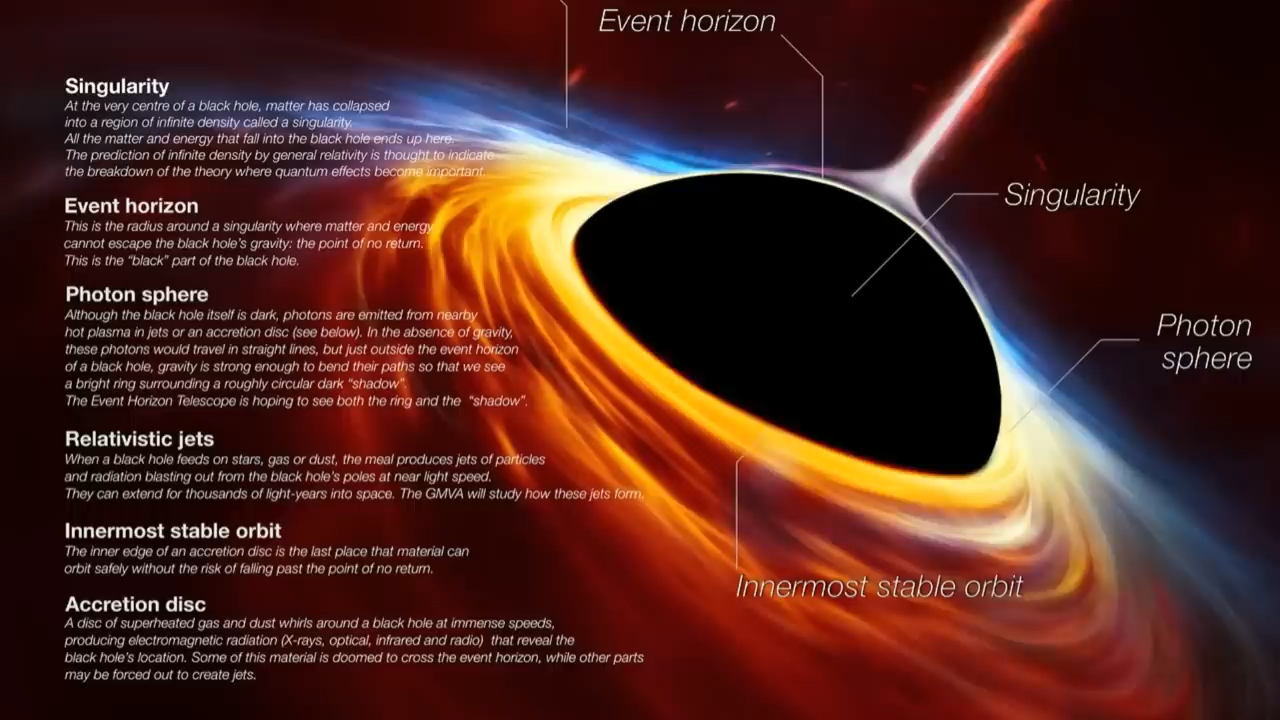 Event horizon
Singularity
At the very centre of a black hole, matter has collapsed
into a region of infinite density called a singularity.
All the matter and energy that fall into the black hole ends up here.
The prediction of infinite density by general relativity is thought to indicate
the breakdown of the theory where quantum effects become important.
Event horizon
This is the radius around a singularity where matter and energy
cannot escape the black hole's gravity: the point of no return.
This is the “black” part of the black hole.
Photon sphere
Although the black hole itself is dark, photons are emitted from nearby
hot plasma in jets or an accretion disc (see below). In the absence of gravity,
these photons would travel in straight lines, but just outside the event horizon
of a black hole, gravity is strong enough to bend their paths so that we see
a bright ring surrounding a roughly circular dark “shadow”.
The Event Horizon Telescope is hoping to see both the ring and the “shadow”.
Relativistic jets
When a black hole feeds on stars, gas or dust, the meal produces jets of particles
and radiation blasting out from the black hole's poles at near light speed.
They can extend for thousands of light-years into space. The GMVA will study how these jets form.
Innermost stable orbit
The inner edge of an accretion disc is the last place that material can
orbit safely without the risk of falling past the point of no return.
Accretion disc
A disc of superheated gas and dust whirls around a black hole at immense speeds,
producing electromagnetic radiation (X-rays, optical, infrared and radio) that reveal the
black hole's location. Some of this material is doomed to cross the event horizon, while other parts
may be forced out to create jets.
Singularity
Photon
sphere
Innermost stable orbit